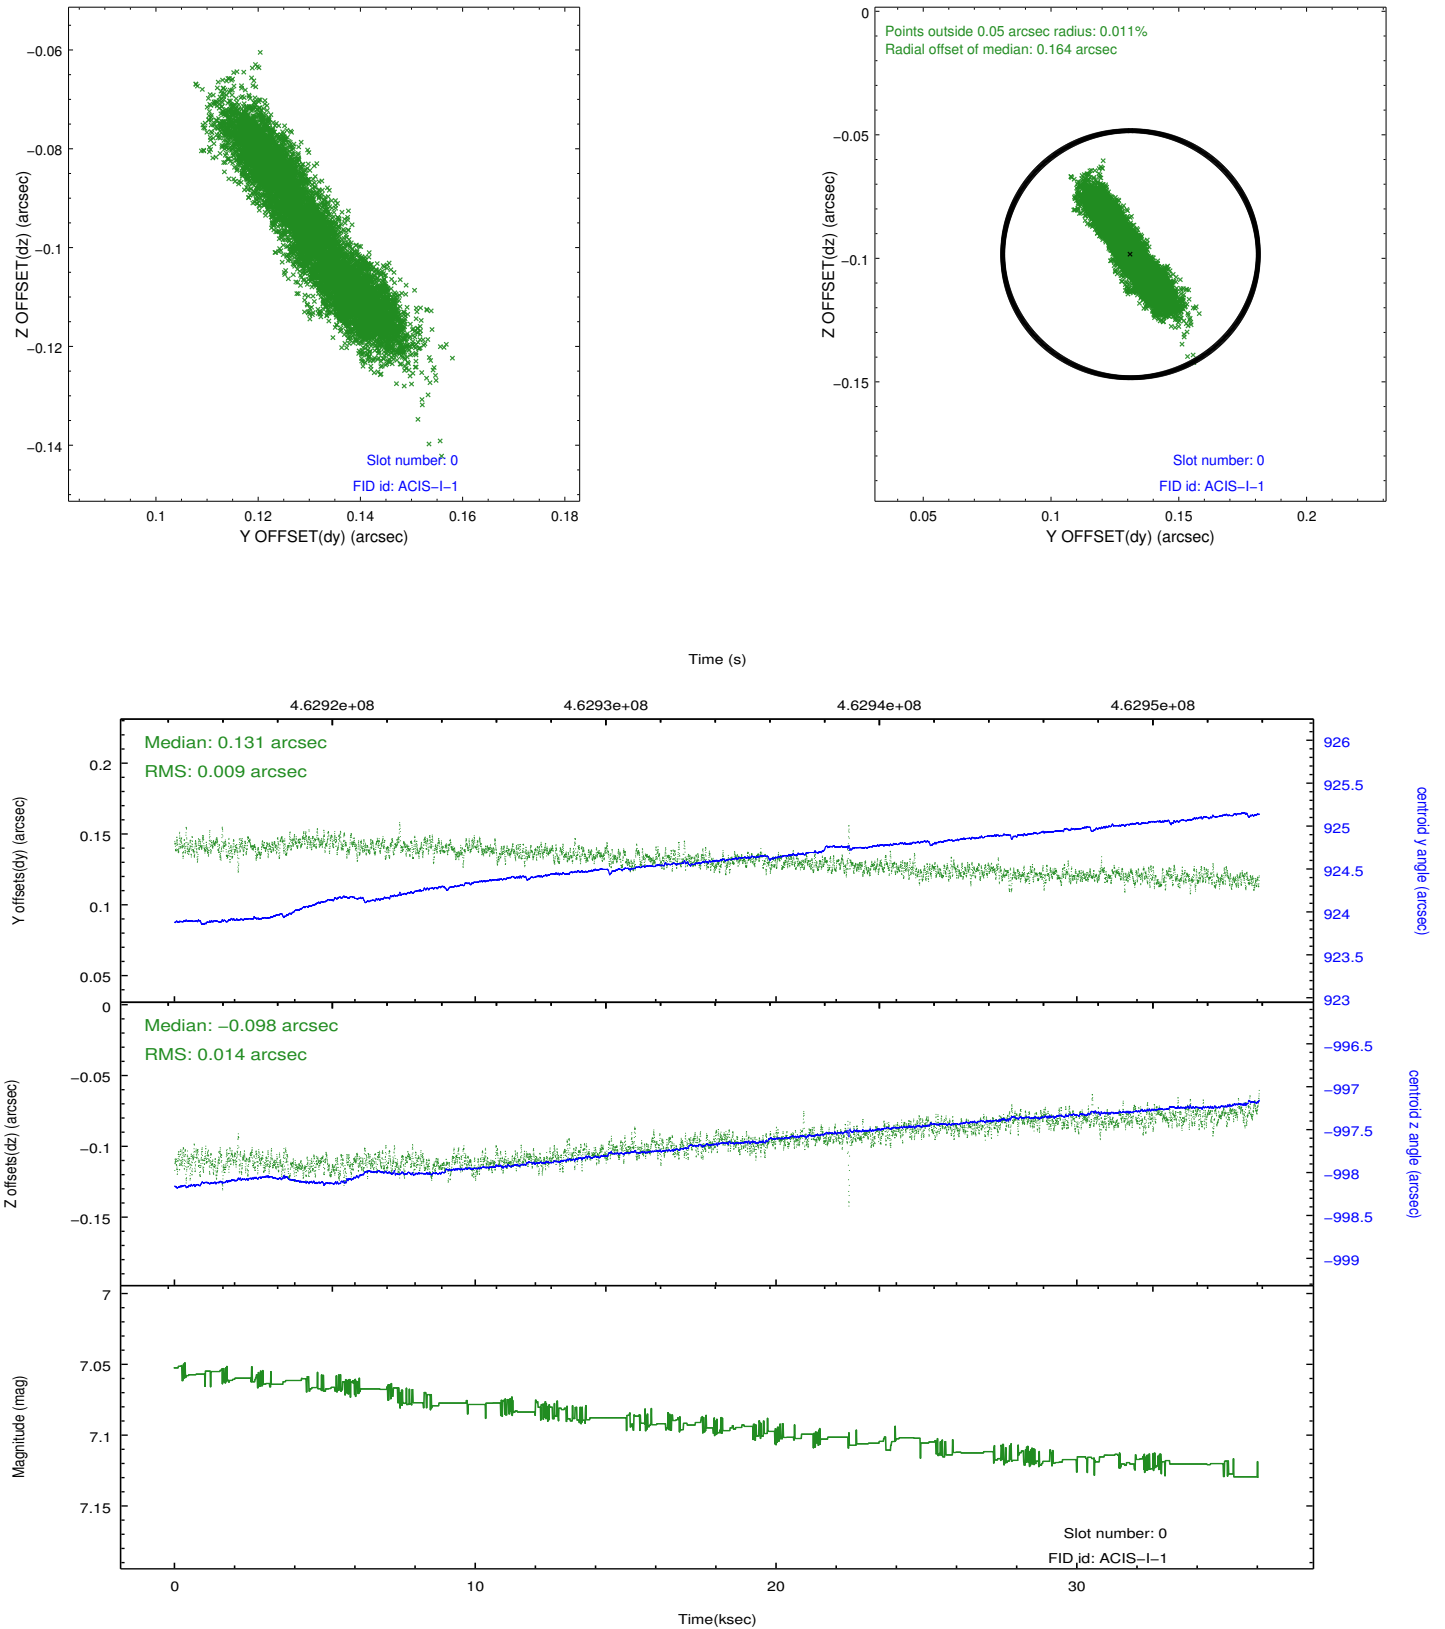 −0.06
−0.08
−0.1
−0.12
−0.14
Z OFFSET(dz) (arcsec)
0.1
0.12
0.14
0.16
0.18
Y OFFSET(dy) (arcsec)
Slot number: 0
FID id: ACIS−I−1
Points outside 0.05 arcsec radius: 0.011%
Radial offset of median: 0.164 arcsec
0
−0.05
−0.1
−0.15
Z OFFSET(dz) (arcsec)
0.05
0.1
0.15
0.2
Y OFFSET(dy) (arcsec)
Slot number: 0
FID id: ACIS−I−1
Time (s)
4.6292e+08
4.6293e+08
4.6294e+08
4.6295e+08
Median: 0.131 arcsec
RMS: 0.009 arcsec
0.2
0.15
0.1
0.05
Y offsets(dy) (arcsec)
926
925.5
925
924.5
924
923.5
923
centroid y angle (arcsec)
Median: −0.098 arcsec
RMS: 0.014 arcsec
0
−0.05
−0.1
−0.15
Z offsets(dz) (arcsec)
−996.5
−997
−997.5
−998
−998.5
−999
centroid z angle (arcsec)
7
7.05
7.1
7.15
Magnitude (mag)
Slot number: 0
FID id: ACIS−I−1
0
10
20
30
Time(ksec)